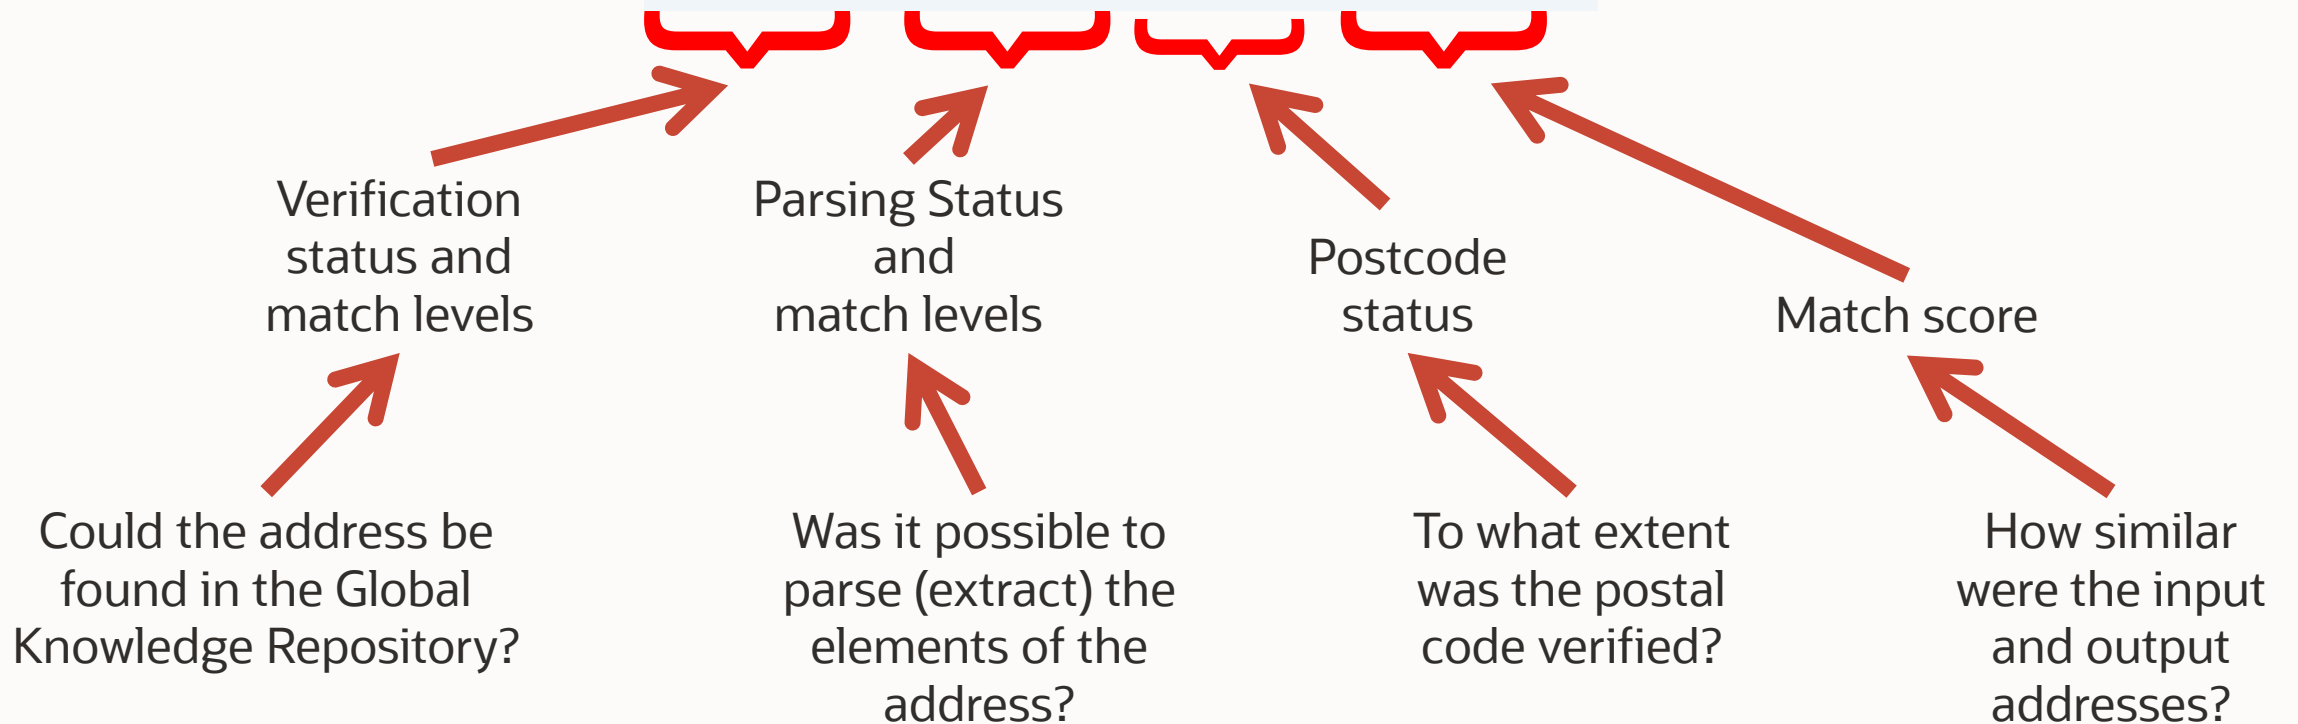 Verification
status and
match levels
Parsing Status
and
match levels
Postcode
status
Match score
Could the address be
found in the Global
Knowledge Repository?
Was it possible to
parse (extract) the
elements of the
address?
To what extent
was the postal
code verified?
How similar
were the input
and output
addresses?